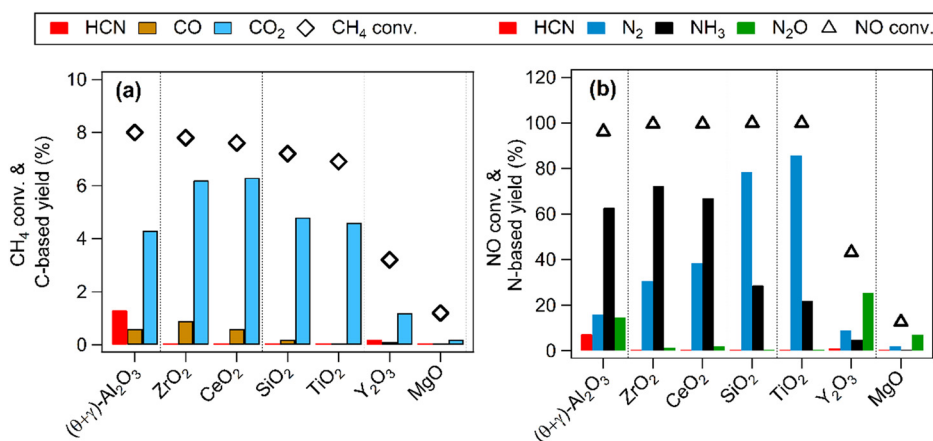 HCN CO CO₂ CH₄ conv. HCN N₂ NH₃ N₂O NO conv.
(a)
CH₄ conv. &
C-based yield (%)
10
8
6
4
2
0
(θ+γ)-Al₂O₃
ZrO₂
CeO₂
SiO₂
TiO₂
Y₂O₃
MgO
(b)
NO conv. &
N-based yield (%)
120
100
80
60
40
20
0
(θ+γ)-Al₂O₃
ZrO₂
CeO₂
SiO₂
TiO₂
Y₂O₃
MgO